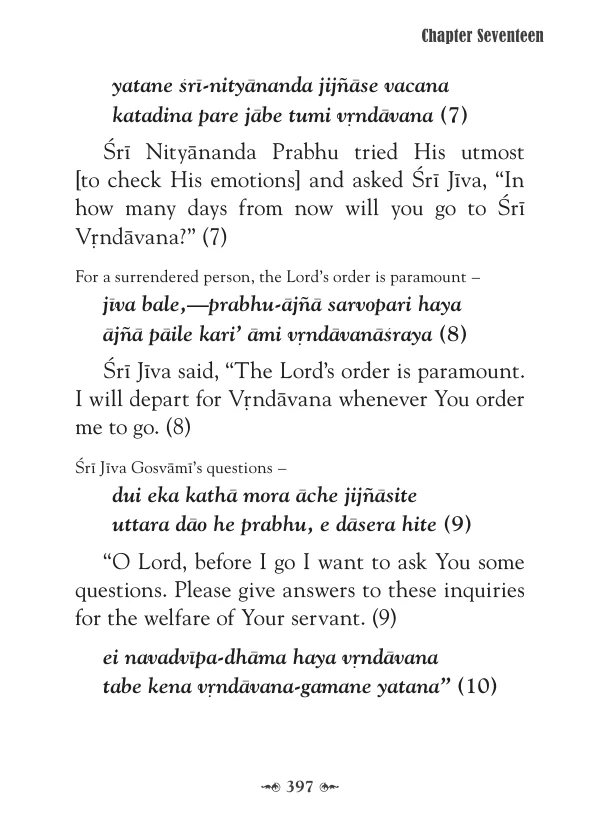 Chapter Seventeen
yatane śrī-nityānanda jijñāse vacana
katadina pare jābe tumi vṛndāvana (7)
Śrī Nityānanda Prabhu tried His utmost
[to check His emotions] and asked Śrī Jīva, “In
how many days from now will you go to Śrī
Vṛndāvana?” (7)
For a surrendered person, the Lord’s order is paramount –
jīva bale,—prabhu-ājñā sarvopari haya
ājñā pāile kari’ āmi vṛndāvanāśraya (8)
Śrī Jīva said, “The Lord’s order is paramount.
I will depart for Vṛndāvana whenever You order
me to go. (8)
Śrī Jīva Gosvāmī’s questions –
dui eka kathā mora āche jijñāsite
uttara dāo he prabhu, e dāsera hite (9)
“O Lord, before I go I want to ask You some
questions. Please give answers to these inquiries
for the welfare of Your servant. (9)
ei navadvīpa-dhāma haya vṛndāvana
tabe kena vṛndāvana-gamane yatana” (10)
397